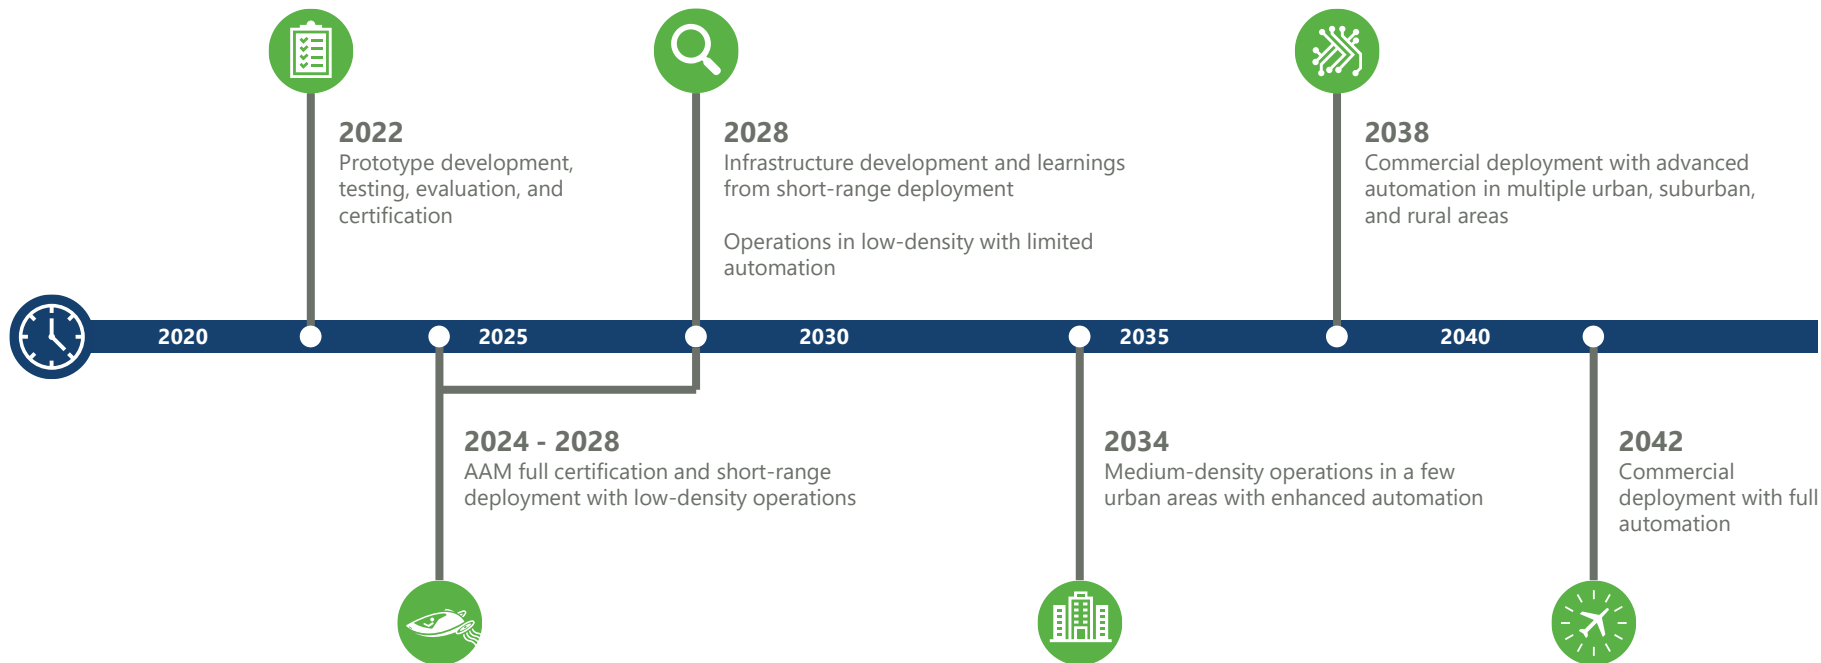 2022
Prototype development,
testing, evaluation, and
certification
2028
Infrastructure development and learnings
from short-range deployment
Operations in low-density with limited
automation
2038
Commercial deployment with advanced
automation in multiple urban, suburban,
and rural areas
2020
2025
2030
2035
2040
2024 - 2028
AAM full certification and short-range
deployment with low-density operations
2034
Medium-density operations in a few
urban areas with enhanced automation
2042
Commercial
deployment with full
automation